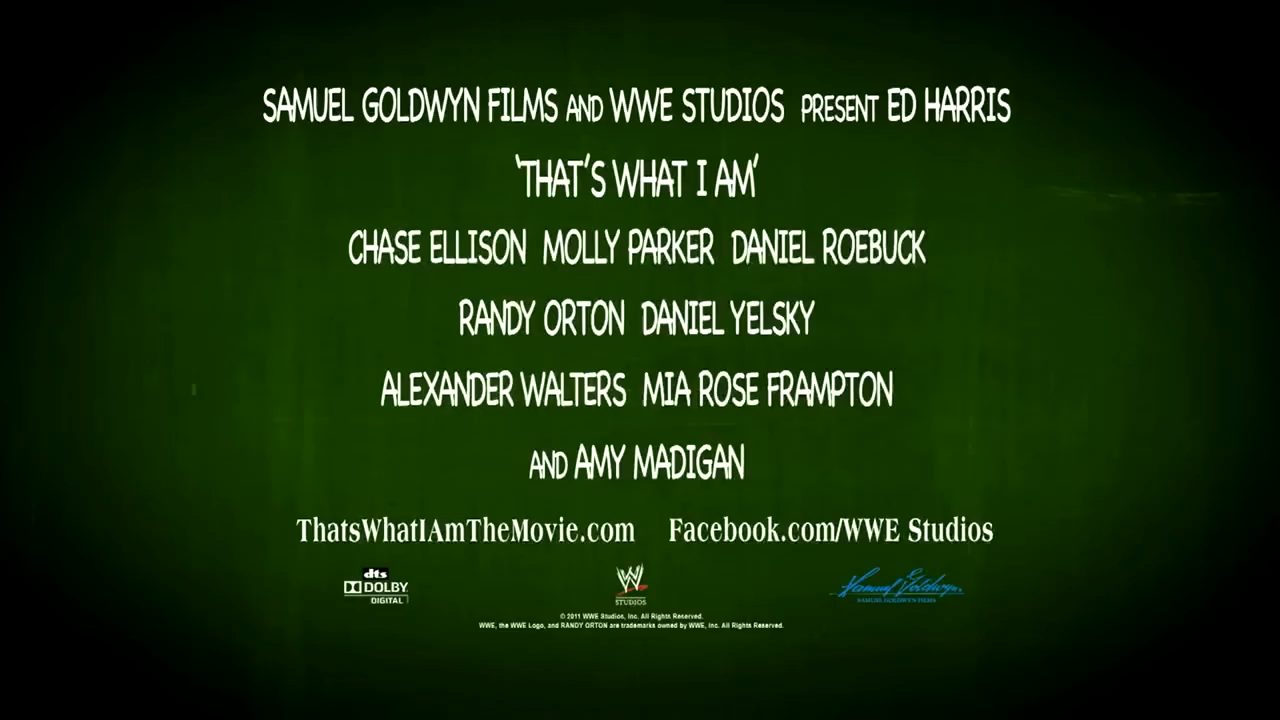 SAMUEL GOLDWYN FILMS AND WWE STUDIOS PRESENT ED HARRIS
'THAT'S WHAT I AM'
CHASE ELLISON MOLLY PARKER DANIEL ROEBUCK
RANDY ORTON DANIEL YELSKY
ALEXANDER WALTERS MIA ROSE FRAMPTON
AND AMY MADIGAN
ThatsWhatIAmTheMovie.com Facebook.com/WWE Studios
dts
DOLBY
DIGITAL
W
STUDIOS
Samuel Goldwyn.
SAMUEL GOLDWYN FILMS
© 2011 WWE Studios, Inc. All Rights Reserved.
WWE, the WWE Logo, and RANDY ORTON are trademarks owned by WWE, Inc. All Rights Reserved.